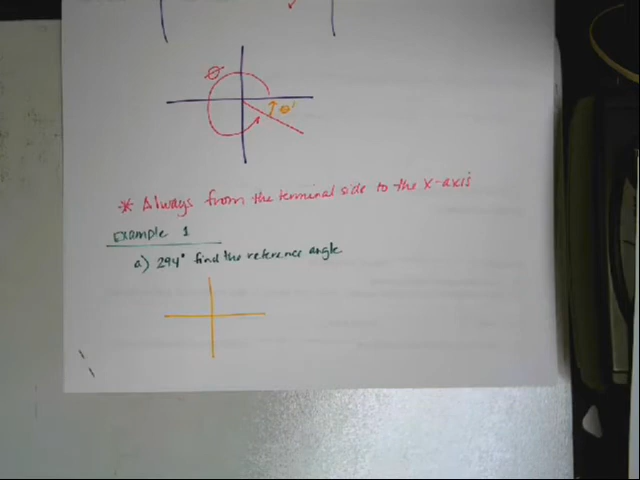 θ
θ'
* Always from the terminal side to the x-axis
Example 1
a) 294° find the reference angle